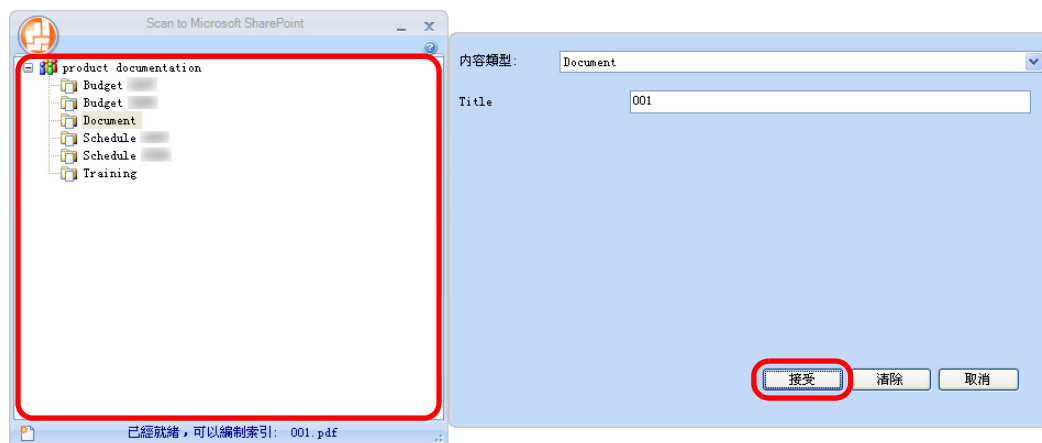 Scan to Microsoft SharePoint
product documentation
Budget
Budget
Document
Schedule
Schedule
Training
已經就緒，可以編制索引: 001.pdf
內容類型:
Document
Title
001
接受
清除
取消